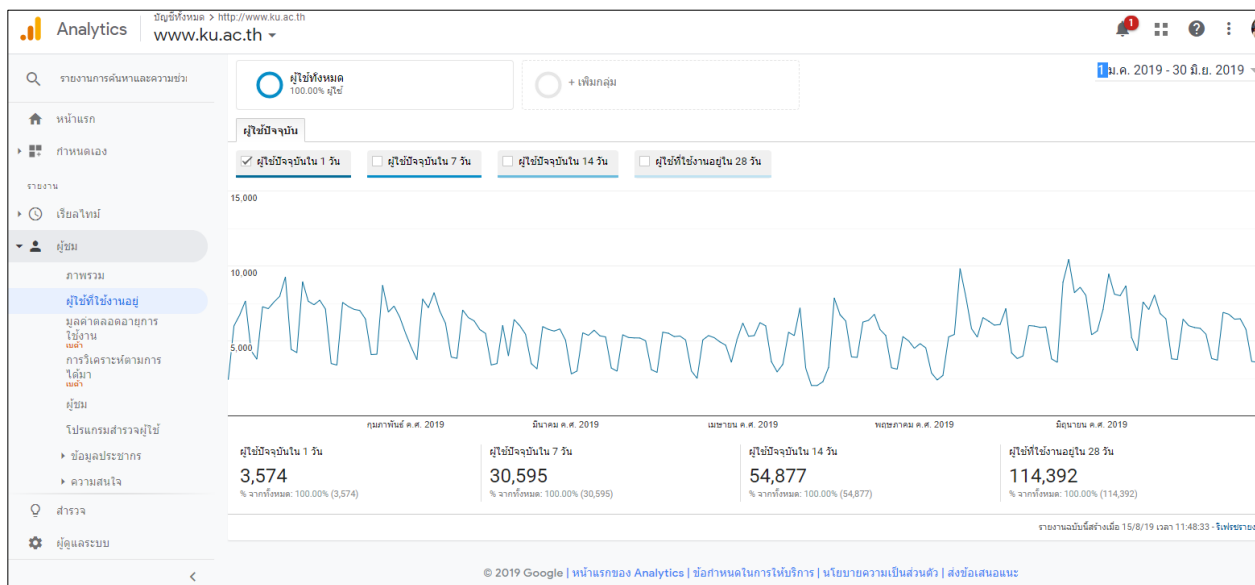 บัญชีทั้งหมด > http://www.ku.ac.th
Analytics
www.ku.ac.th
1
รายงานการค้นหาและความช่วย
หน้าแรก
กำหนดเอง
รายงาน
เรียลไทม์
ผู้ชม
ภาพรวม
ผู้ใช้ที่ใช้งานอยู่
มูลค่าตลอดอายุการ
ใช้งาน
เบต้า
การวิเคราะห์ตามการ
ได้มา
เบต้า
ผู้ชม
โปรแกรมสำรวจผู้ใช้
ข้อมูลประชากร
ความสนใจ
สำรวจ
ผู้ดูแลระบบ
ผู้ใช้ทั้งหมด
100.00% ผู้ใช้
+ เพิ่มกลุ่ม
1 ม.ค. 2019 - 30 มิ.ย. 2019
ผู้ใช้ปัจจุบัน
ผู้ใช้ปัจจุบันใน 1 วัน
ผู้ใช้ปัจจุบันใน 7 วัน
ผู้ใช้ปัจจุบันใน 14 วัน
ผู้ใช้ที่ใช้งานอยู่ใน 28 วัน
15,000
10,000
5,000
กุมภาพันธ์ ค.ศ. 2019
มีนาคม ค.ศ. 2019
เมษายน ค.ศ. 2019
พฤษภาคม ค.ศ. 2019
มิถุนายน ค.ศ. 2019
ผู้ใช้ปัจจุบันใน 1 วัน
3,574
% จากทั้งหมด: 100.00% (3,574)
ผู้ใช้ปัจจุบันใน 7 วัน
30,595
% จากทั้งหมด: 100.00% (30,595)
ผู้ใช้ปัจจุบันใน 14 วัน
54,877
% จากทั้งหมด: 100.00% (54,877)
ผู้ใช้ที่ใช้งานอยู่ใน 28 วัน
114,392
% จากทั้งหมด: 100.00% (114,392)
รายงานฉบับนี้สร้างเมื่อ 15/8/19 เวลา 11:48:33 - รีเฟรชรายง
© 2019 Google | หน้าแรกของ Analytics | ข้อกำหนดในการให้บริการ | นโยบายความเป็นส่วนตัว | ส่งข้อเสนอแนะ